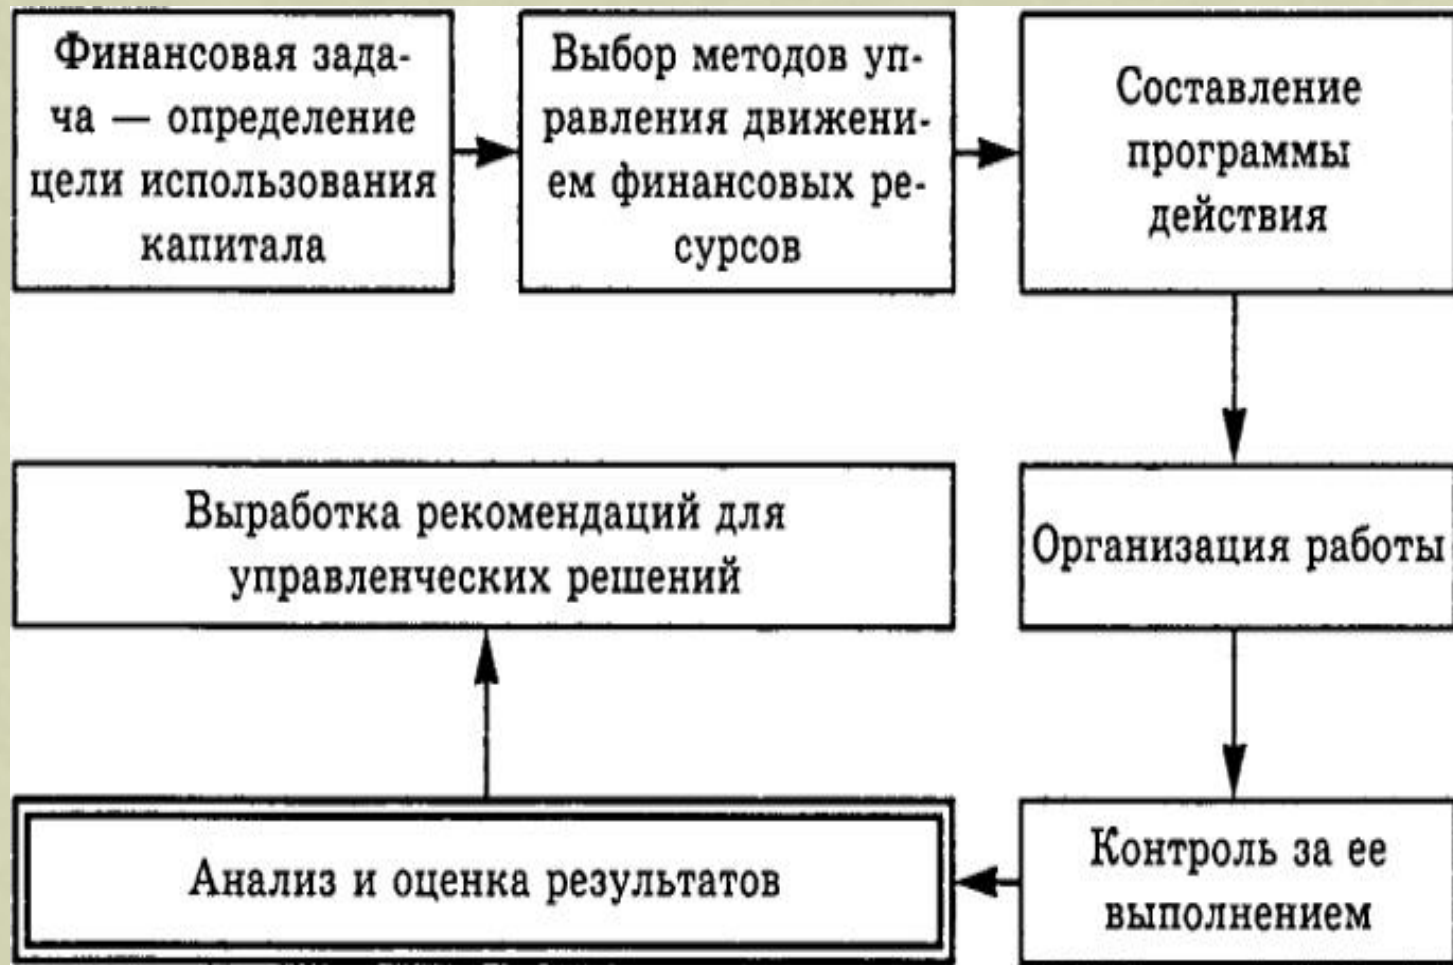 Финансовая зада-
ча — определение
цели использования
капитала
Выбор методов уп-
равления движени-
ем финансовых ре-
сурсов
Составление
программы
действия
Выработка рекомендаций для
управленческих решений
Организация работы
Анализ и оценка результатов
Контроль за ее
выполнением